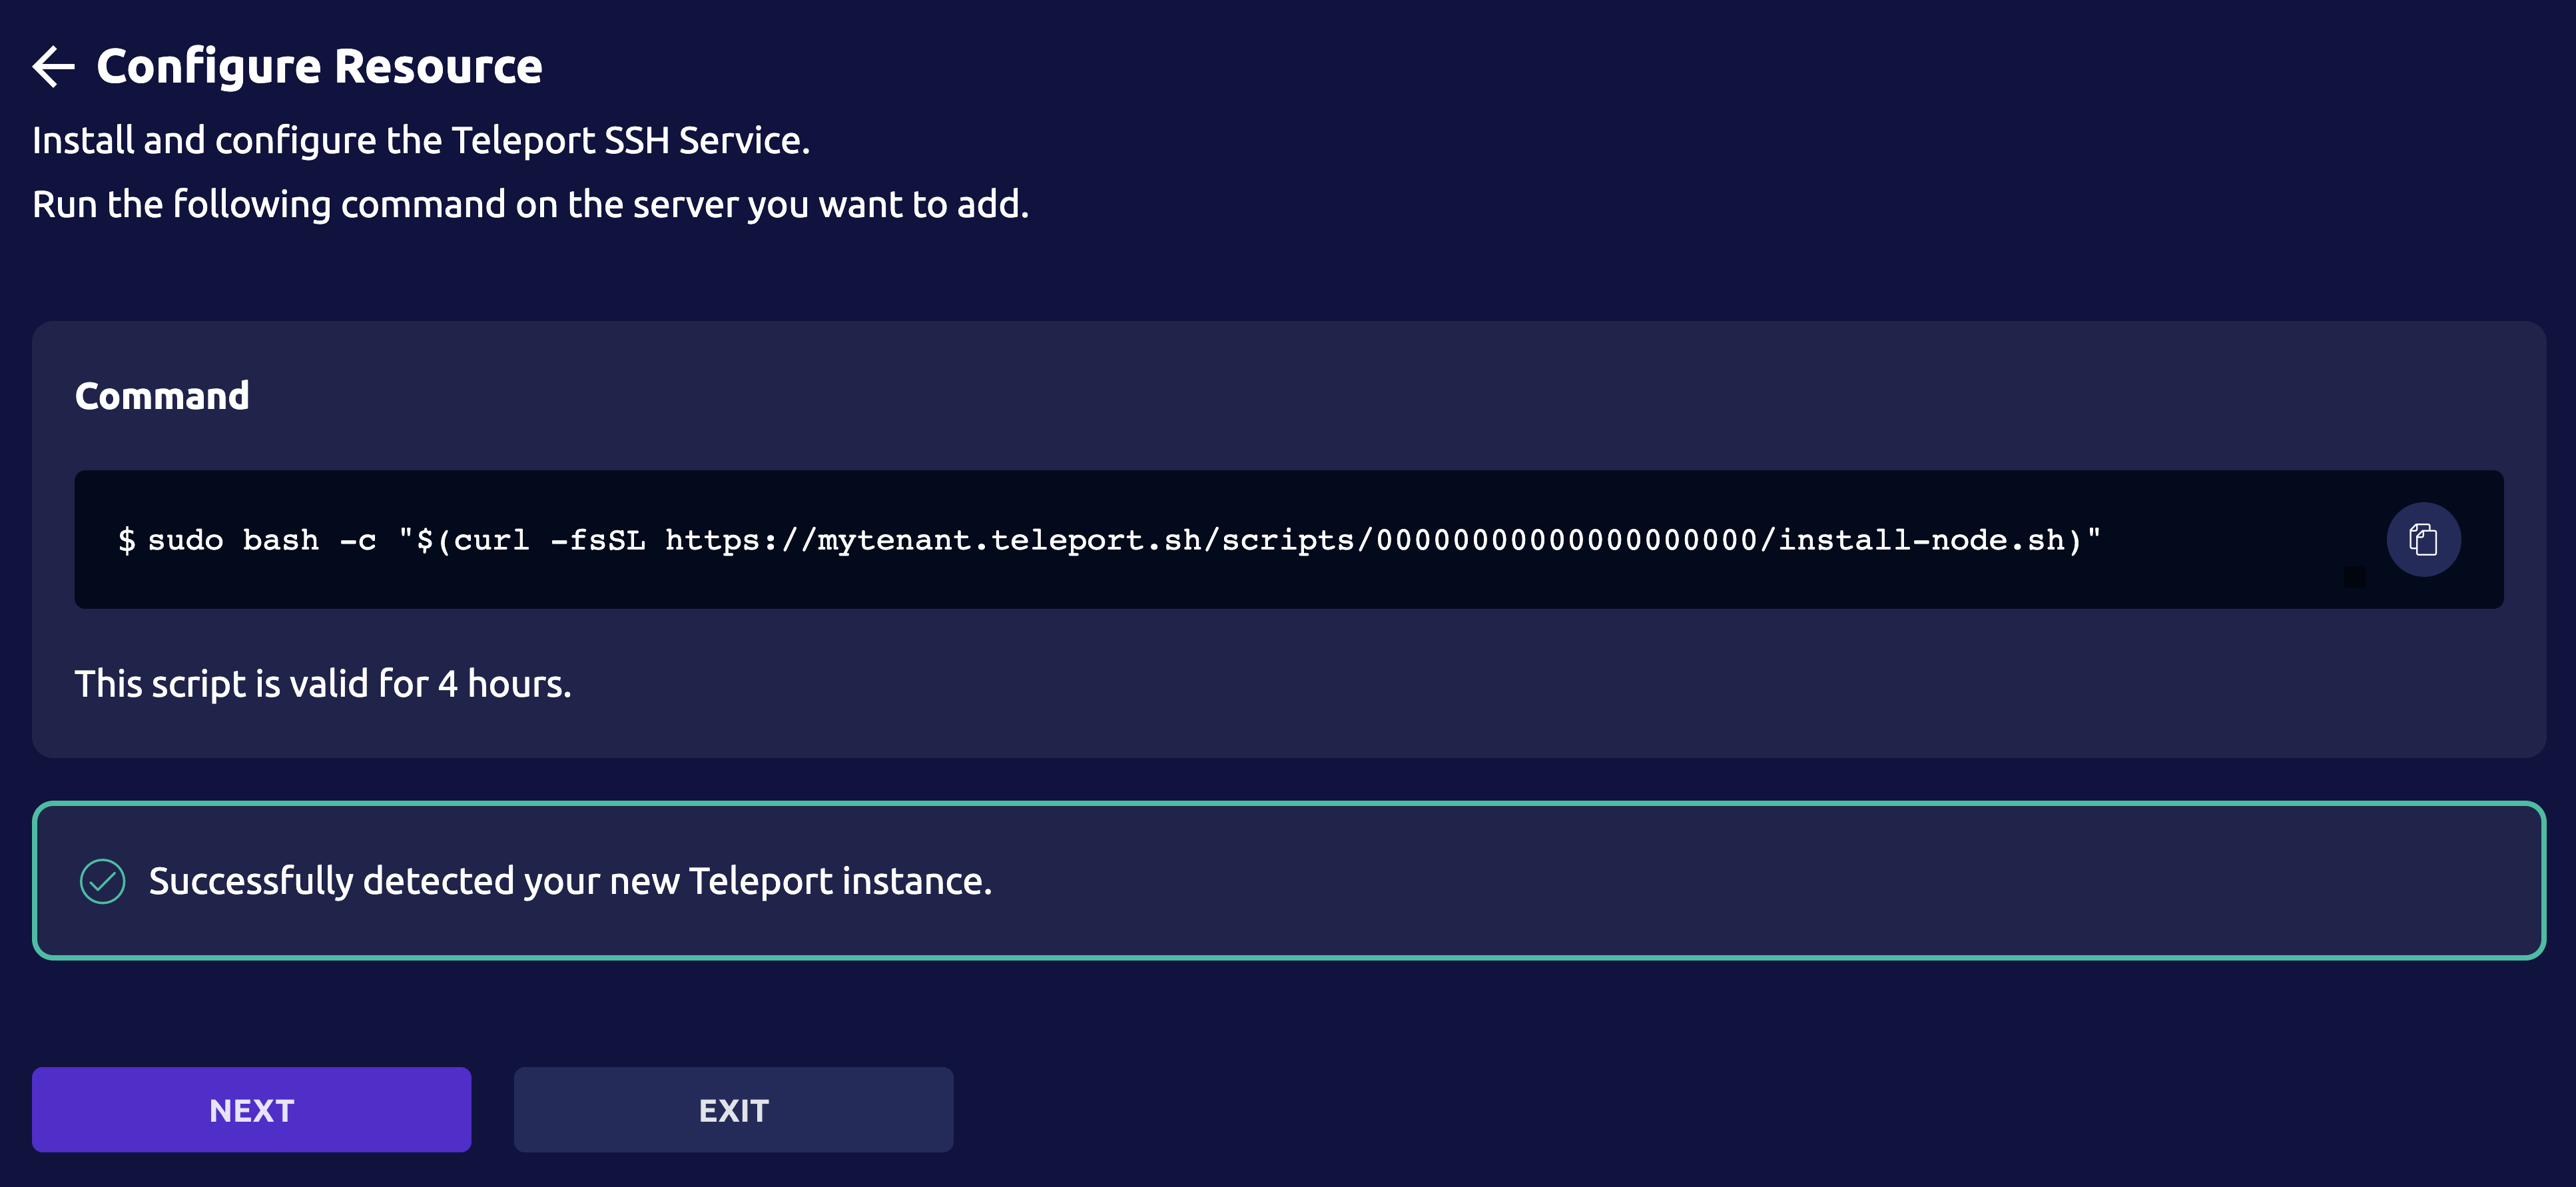 Configure Resource
Install and configure the Teleport SSH Service.
Run the following command on the server you want to add.
Command
$ sudo bash -c "$(curl -fsSL https://mytenant.teleport.sh/scripts/00000000000000000000/install-node.sh)"
This script is valid for 4 hours.
Successfully detected your new Teleport instance.
NEXT
EXIT